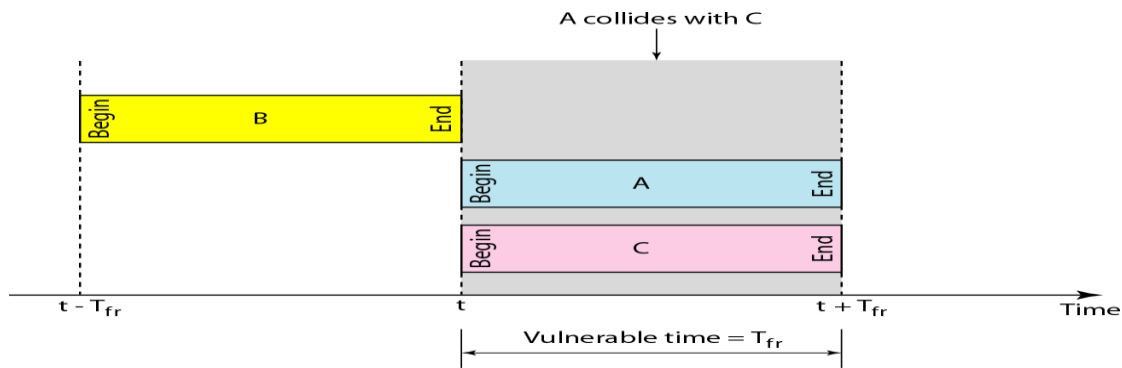 A collides with C
Begin B End
Begin A End
Begin C End
t - Tfr t t + Tfr
Time
Vulnerable time = Tfr